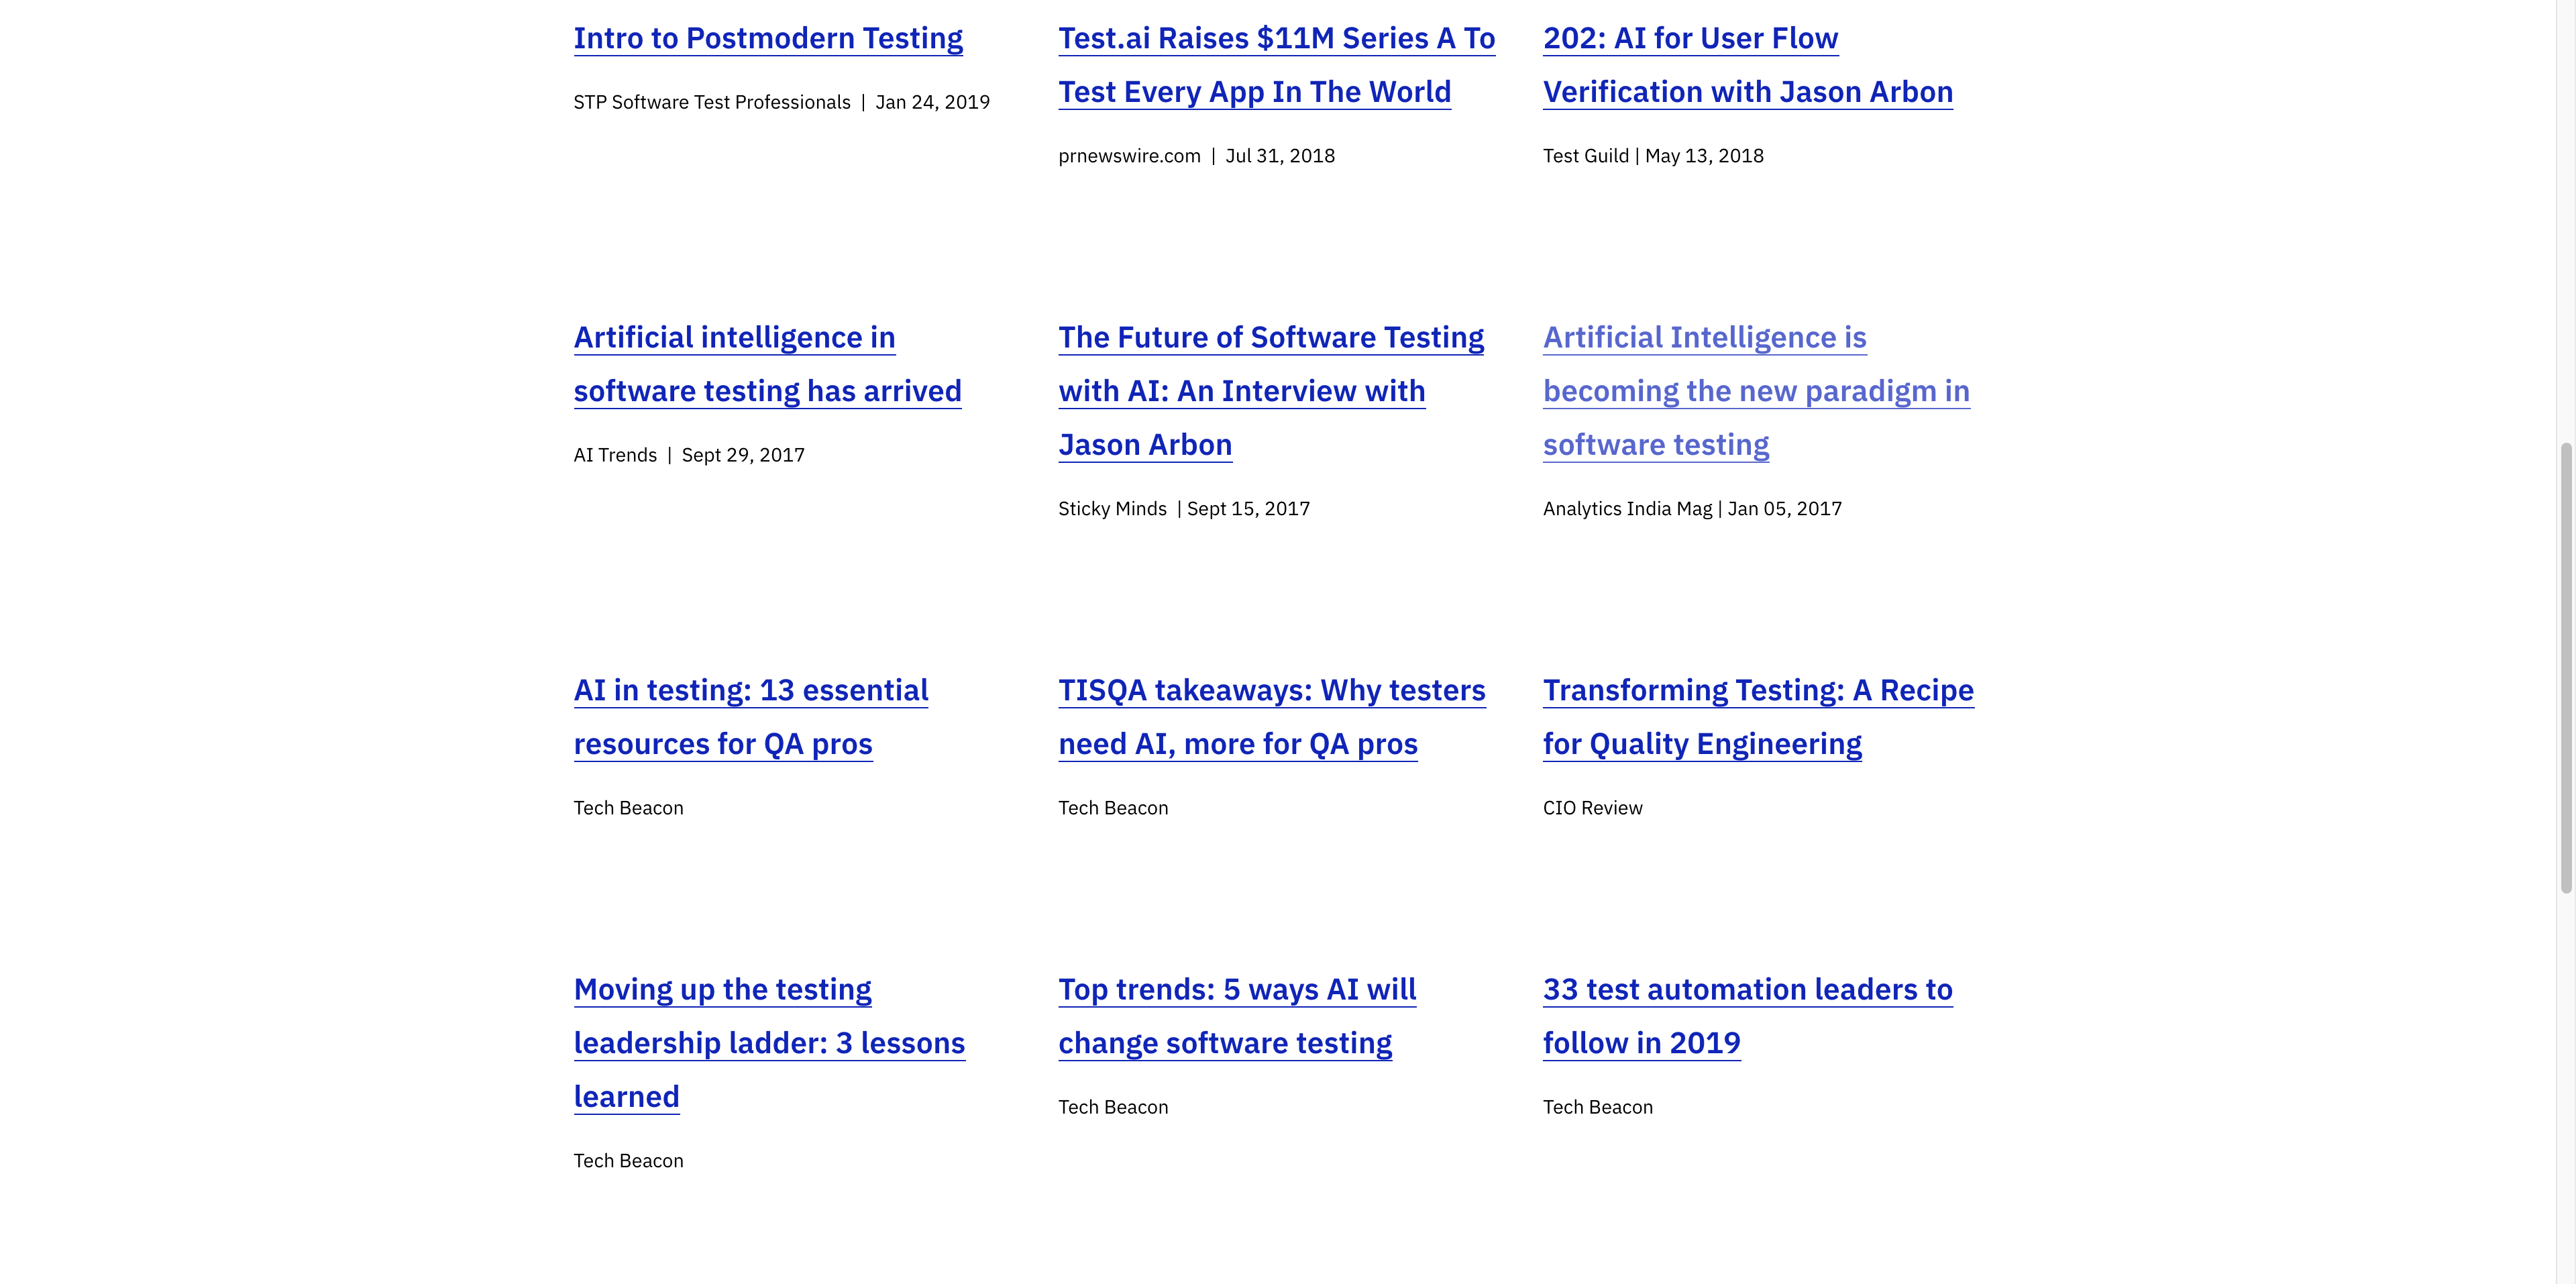 Intro to Postmodern Testing
STP Software Test Professionals | Jan 24, 2019
Test.ai Raises $11M Series A To
Test Every App In The World
prnewswire.com | Jul 31, 2018
202: AI for User Flow
Verification with Jason Arbon
Test Guild | May 13, 2018
Artificial intelligence in
software testing has arrived
AI Trends | Sept 29, 2017
The Future of Software Testing
with AI: An Interview with
Jason Arbon
Sticky Minds | Sept 15, 2017
Artificial Intelligence is
becoming the new paradigm in
software testing
Analytics India Mag | Jan 05, 2017
AI in testing: 13 essential
resources for QA pros
Tech Beacon
TISQA takeaways: Why testers
need AI, more for QA pros
Tech Beacon
Transforming Testing: A Recipe
for Quality Engineering
CIO Review
Moving up the testing
leadership ladder: 3 lessons
learned
Tech Beacon
Top trends: 5 ways AI will
change software testing
Tech Beacon
33 test automation leaders to
follow in 2019
Tech Beacon